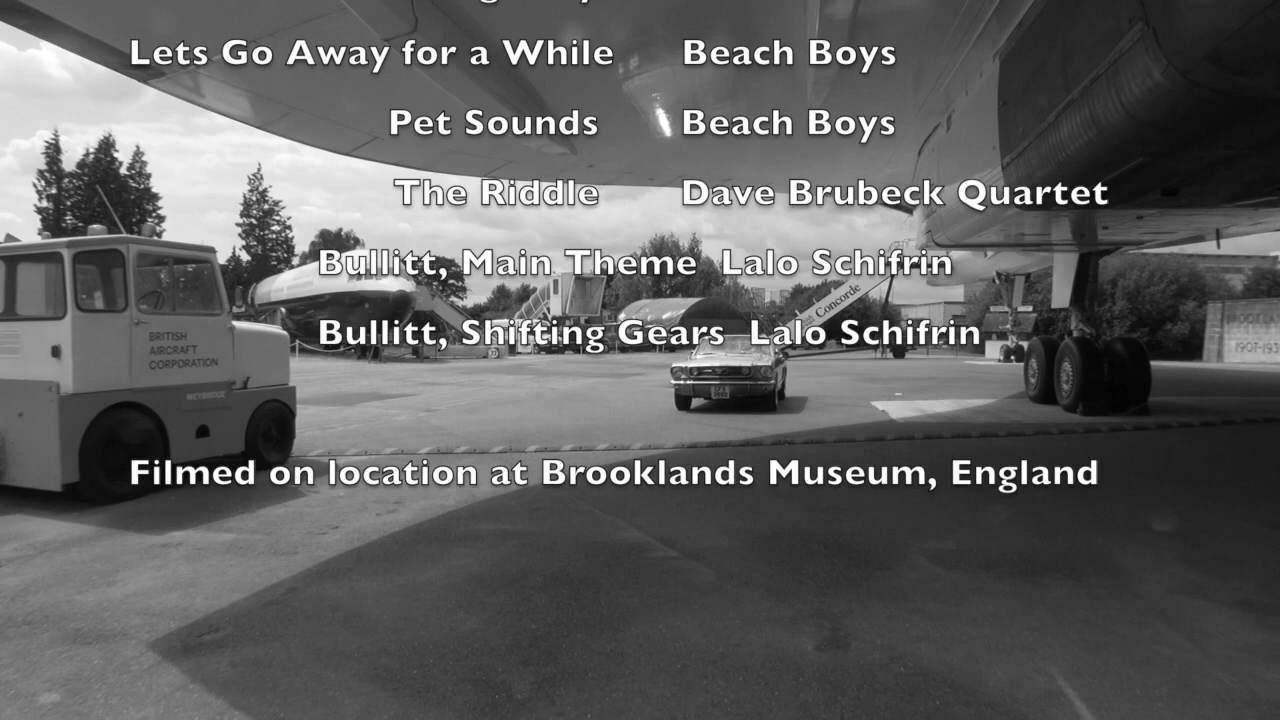 Lets Go Away for a While Beach Boys
Pet Sounds Beach Boys
The Riddle Dave Brubeck Quartet
Bullitt, Main Theme Lalo Schifrin
Concorde
Bullitt, Shifting Gears Lalo Schifrin
BRITISH
AIRCRAFT
CORPORATION
WEYBRIDGE
Filmed on location at Brooklands Museum, England